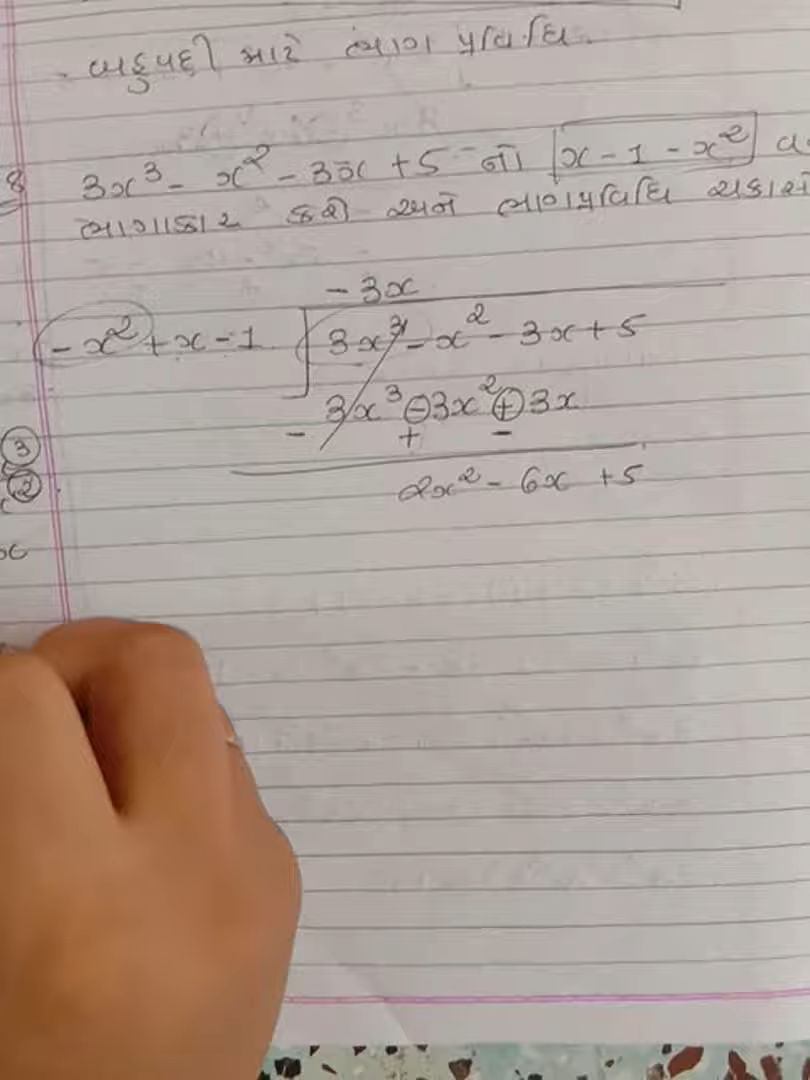 બહુપદી માટે ભાગ પ્રવિધિ.
8 3x³ - x² - 3x + 5 નો x - 1 - x²
ભાગાકાર કરી અને ભાગપ્રવિધિ ચકાસો
- 3x
- x² + x - 1 3x³ - x² - 3x + 5
3x³ - 3x² + 3x
- + -
2x² - 6x + 5
3
2
x